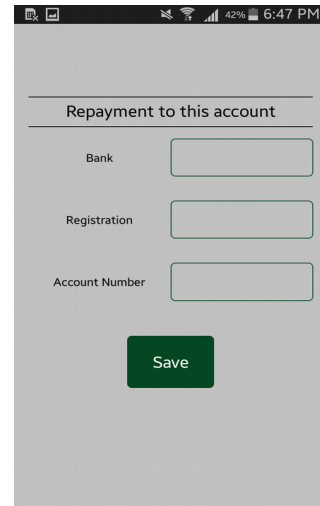 42% 6:47 PM
Repayment to this account
Bank
Registration
Account Number
Save